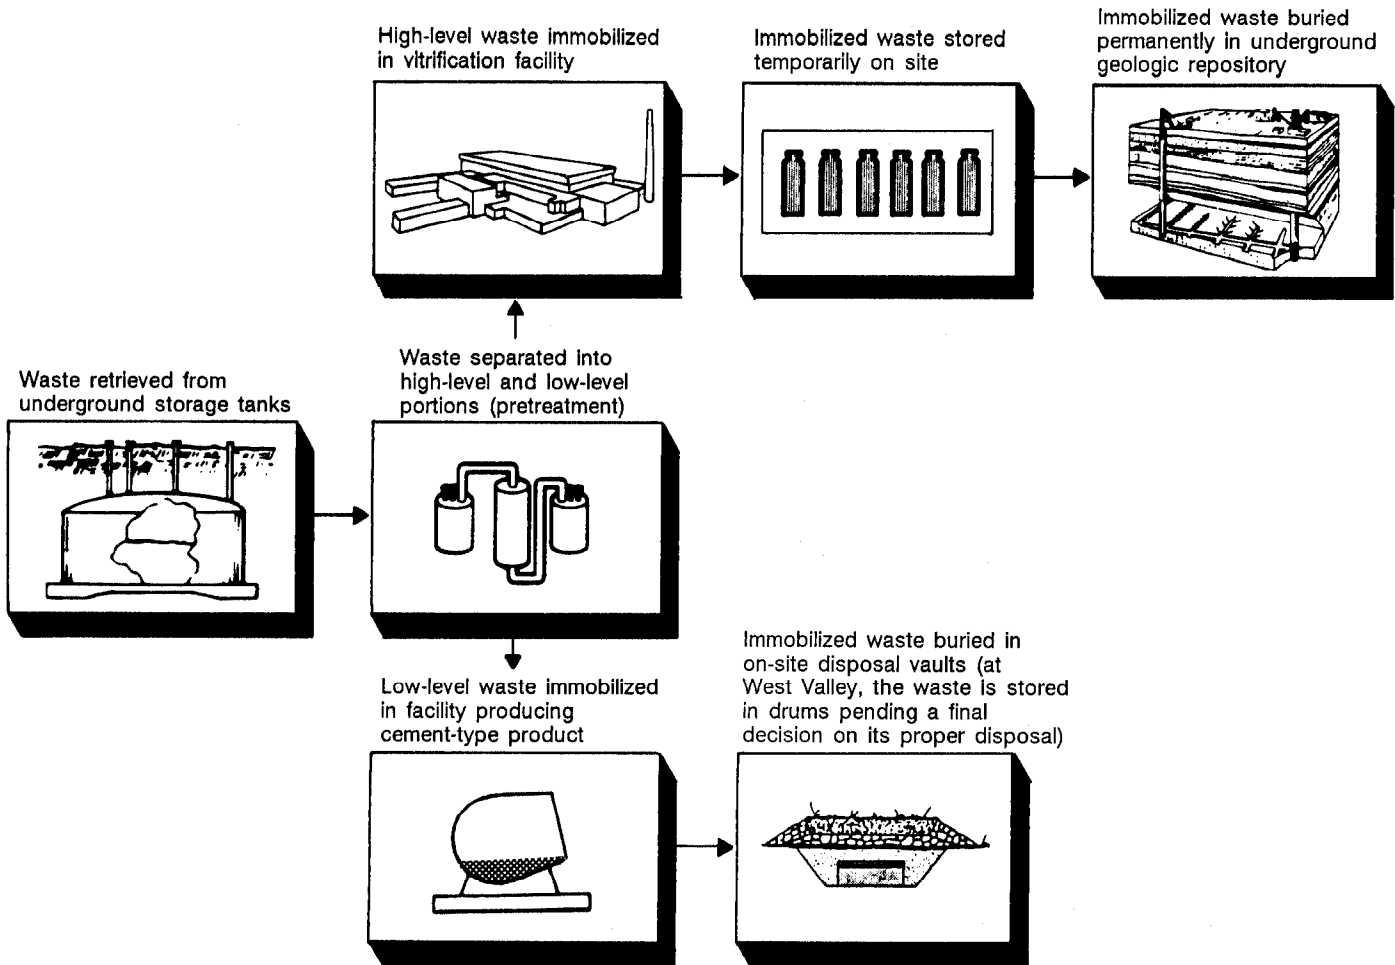 High-level waste immobilized
in vitrification facility
Immobilized waste stored
temporarily on site
Immobilized waste buried
permanently in underground
geologic repository
Waste retrieved from
underground storage tanks
Waste separated into
high-level and low-level
portions (pretreatment)
Low-level waste immobilized
in facility producing
cement-type product
Immobilized waste buried in
on-site disposal vaults (at
West Valley, the waste is stored
in drums pending a final
decision on its proper disposal)